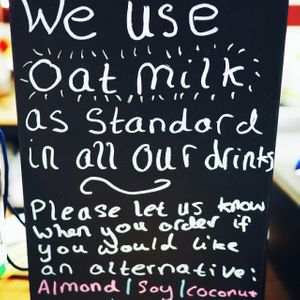 We use
Oat milk:
as standard
in all our drinks
Please let us know
when you order if
you would like
an alternative:
Almond/Soy/coconut